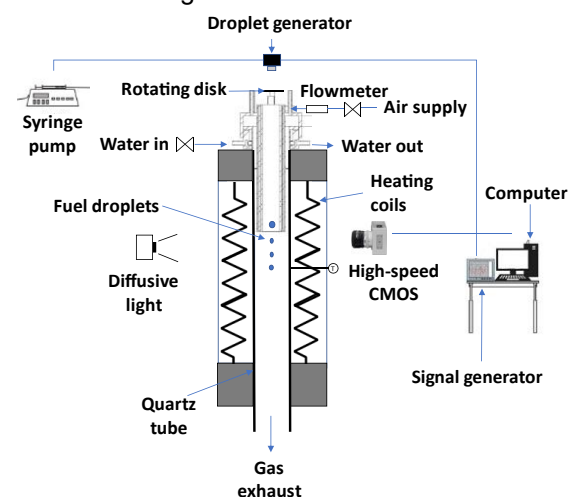 Droplet generator
Rotating disk
Flowmeter
Air supply
Syringe
pump
Water in
Water out
Heating
coils
Computer
Fuel droplets
T
Diffusive
light
High-speed
CMOS
Signal generator
Quartz
tube
Gas
exhaust